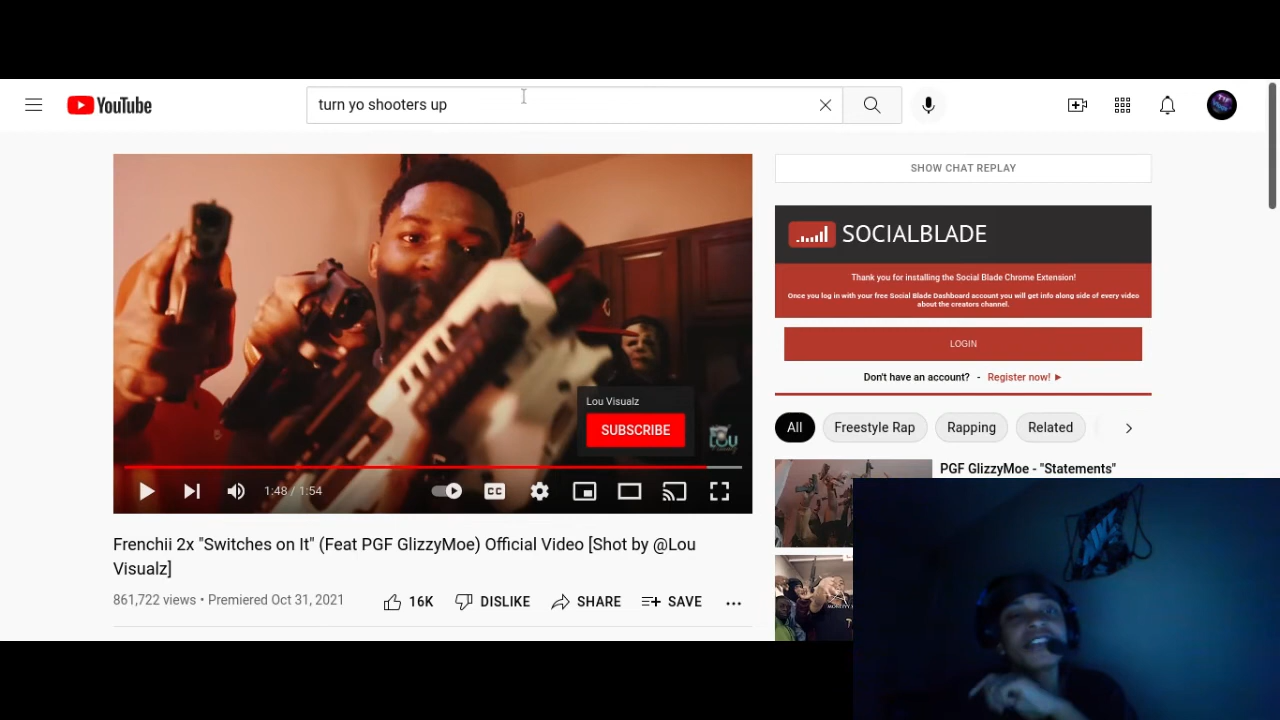 YouTube
turn yo shooters up
SHOW CHAT REPLAY
SOCIALBLADE
Thank you for installing the Social Blade Chrome Extension!
Once you log in with your free Social Blade Dashboard account you will get info along side of every video
about the creators channel.
LOGIN
Don't have an account? - Register now! ►
All
Freestyle Rap
Rapping
Related
PGF GlizzyMoe - "Statements"
Lou Visualz
SUBSCRIBE
LOU
1:48 / 1:54
CC
Frenchii 2x "Switches on It" (Feat PGF GlizzyMoe) Official Video [Shot by @Lou
Visualz]
861,722 views • Premiered Oct 31, 2021
16K
DISLIKE
SHARE
SAVE